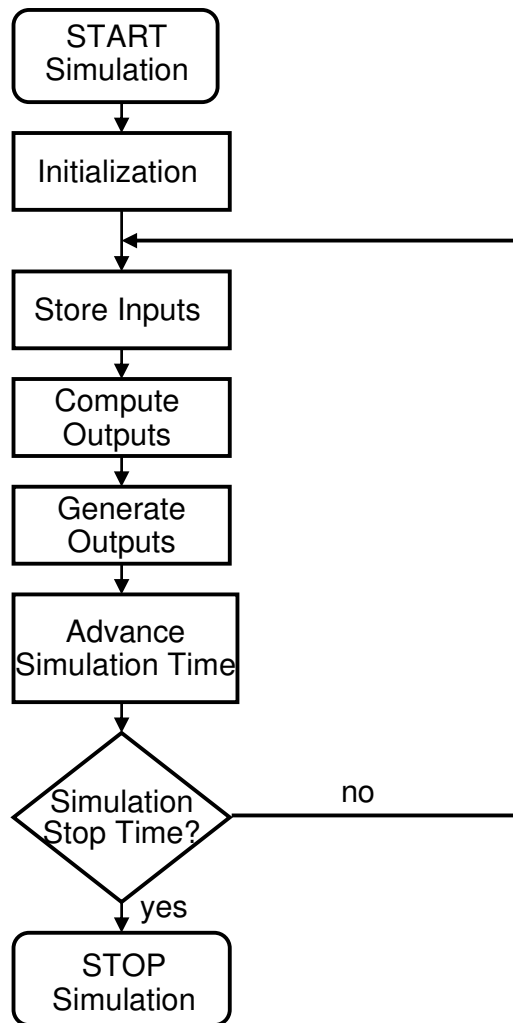 START
Simulation
Initialization
Store Inputs
Compute
Outputs
Generate
Outputs
Advance
Simulation Time
Simulation
Stop Time?
no
yes
STOP
Simulation